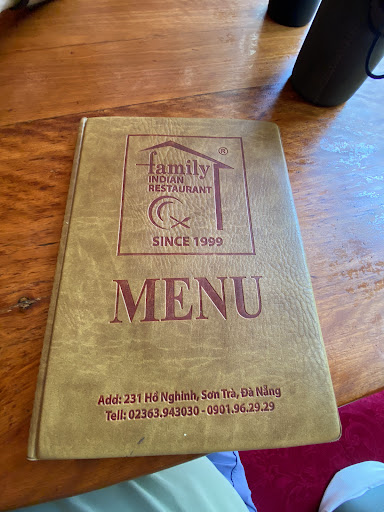 family ®
INDIAN
RESTAURANT
SINCE 1999
MENU
Add: 231 Hồ Nghinh, Sơn Trà, Đà Nẵng
Tell: 02363.943030 - 0901.96.29.29